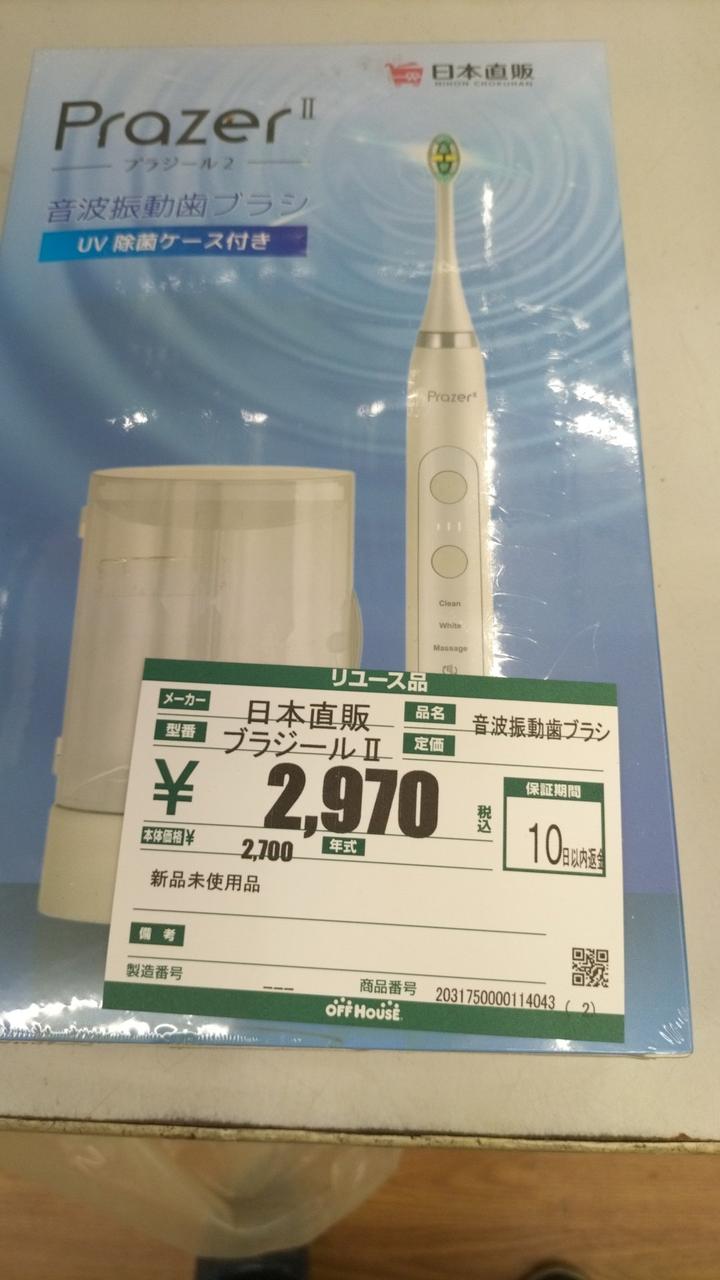 日本直販
NIHON CHOKUHAN
Prazer II
プラジール2
音波振動歯ブラシ
UV 除菌ケース付き
Prazer II
Clean
White
Massage
リユース品
メーカー 日本直販 品名 音波振動歯ブラシ
型番 プラジールⅡ 定価
¥ 2,970 税込 保証期間
本体価格¥ 2,700 年式 10日以内返金
新品未使用品
備考
製造番号 --- 商品番号 2031750000114043 ( 2)
OFF HOUSE